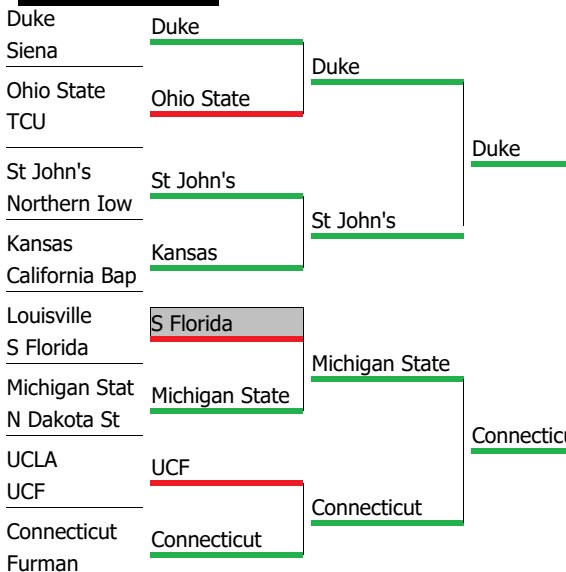 Duke
Siena
Ohio State
TCU
St John's
Northern Iow
Kansas
California Bap
Louisville
S Florida
Michigan Stat
N Dakota St
UCLA
UCF
Connecticut
Furman
Duke
Ohio State
St John's
Kansas
S Florida
Michigan State
UCF
Connecticut
Duke
St John's
Michigan State
Connecticut
Duke
Connecticu